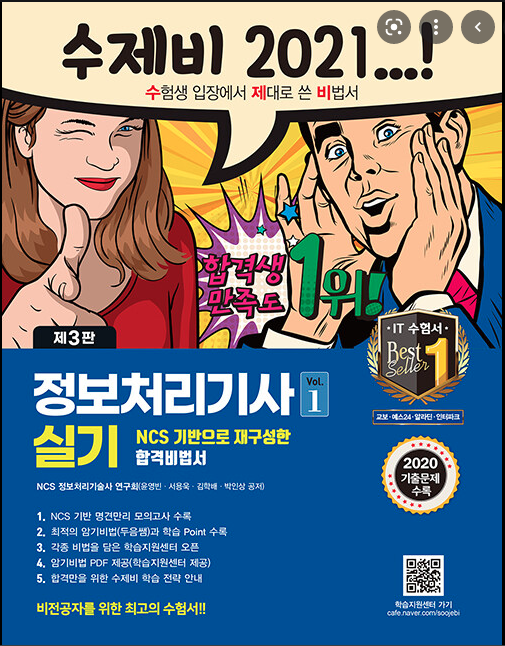 수제비 2021...!
수험생 입장에서 제대로 쓴 비법서
합격생
만족도
1위!
제3판
IT 수험서
Best
Seller
1
교보·예스24·알라딘·인터파크
정보처리기사
Vol.
1
실기
NCS 기반으로 재구성한
합격비법서
2020
기출문제
수록
NCS 정보처리기술사 연구회(윤영빈·서용욱·김학배·박인상 공저)
1. NCS 기반 명견만리 모의고사 수록
2. 최적의 암기비법(두음쌤)과 학습 Point 수록
3. 각종 비법을 담은 학습지원센터 오픈
4. 암기비법 PDF 제공(학습지원센터 제공)
5. 합격만을 위한 수제비 학습 전략 안내
비전공자를 위한 최고의 수험서!!
학습지원센터 가기
cafe.naver.com/soojebi